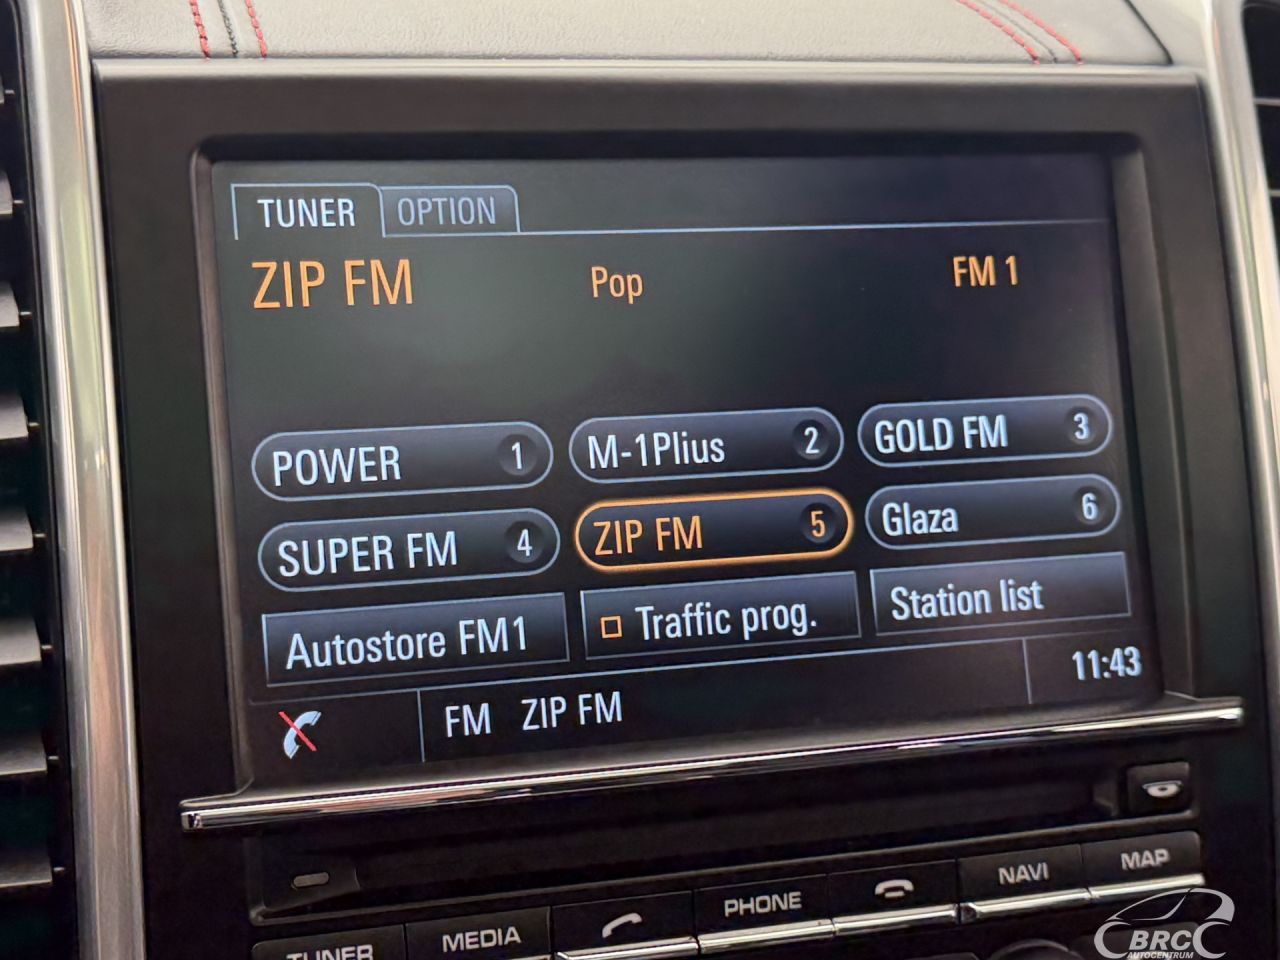 TUNER OPTION
ZIP FM Pop FM 1
POWER 1 M-1Plius 2 GOLD FM 3
SUPER FM 4 ZIP FM 5 Glaza 6
Autostore FM1 Traffic prog. Station list
FM ZIP FM 11:43
TUNER MEDIA PHONE NAVI MAP
BRC
AUTOCENTRUM